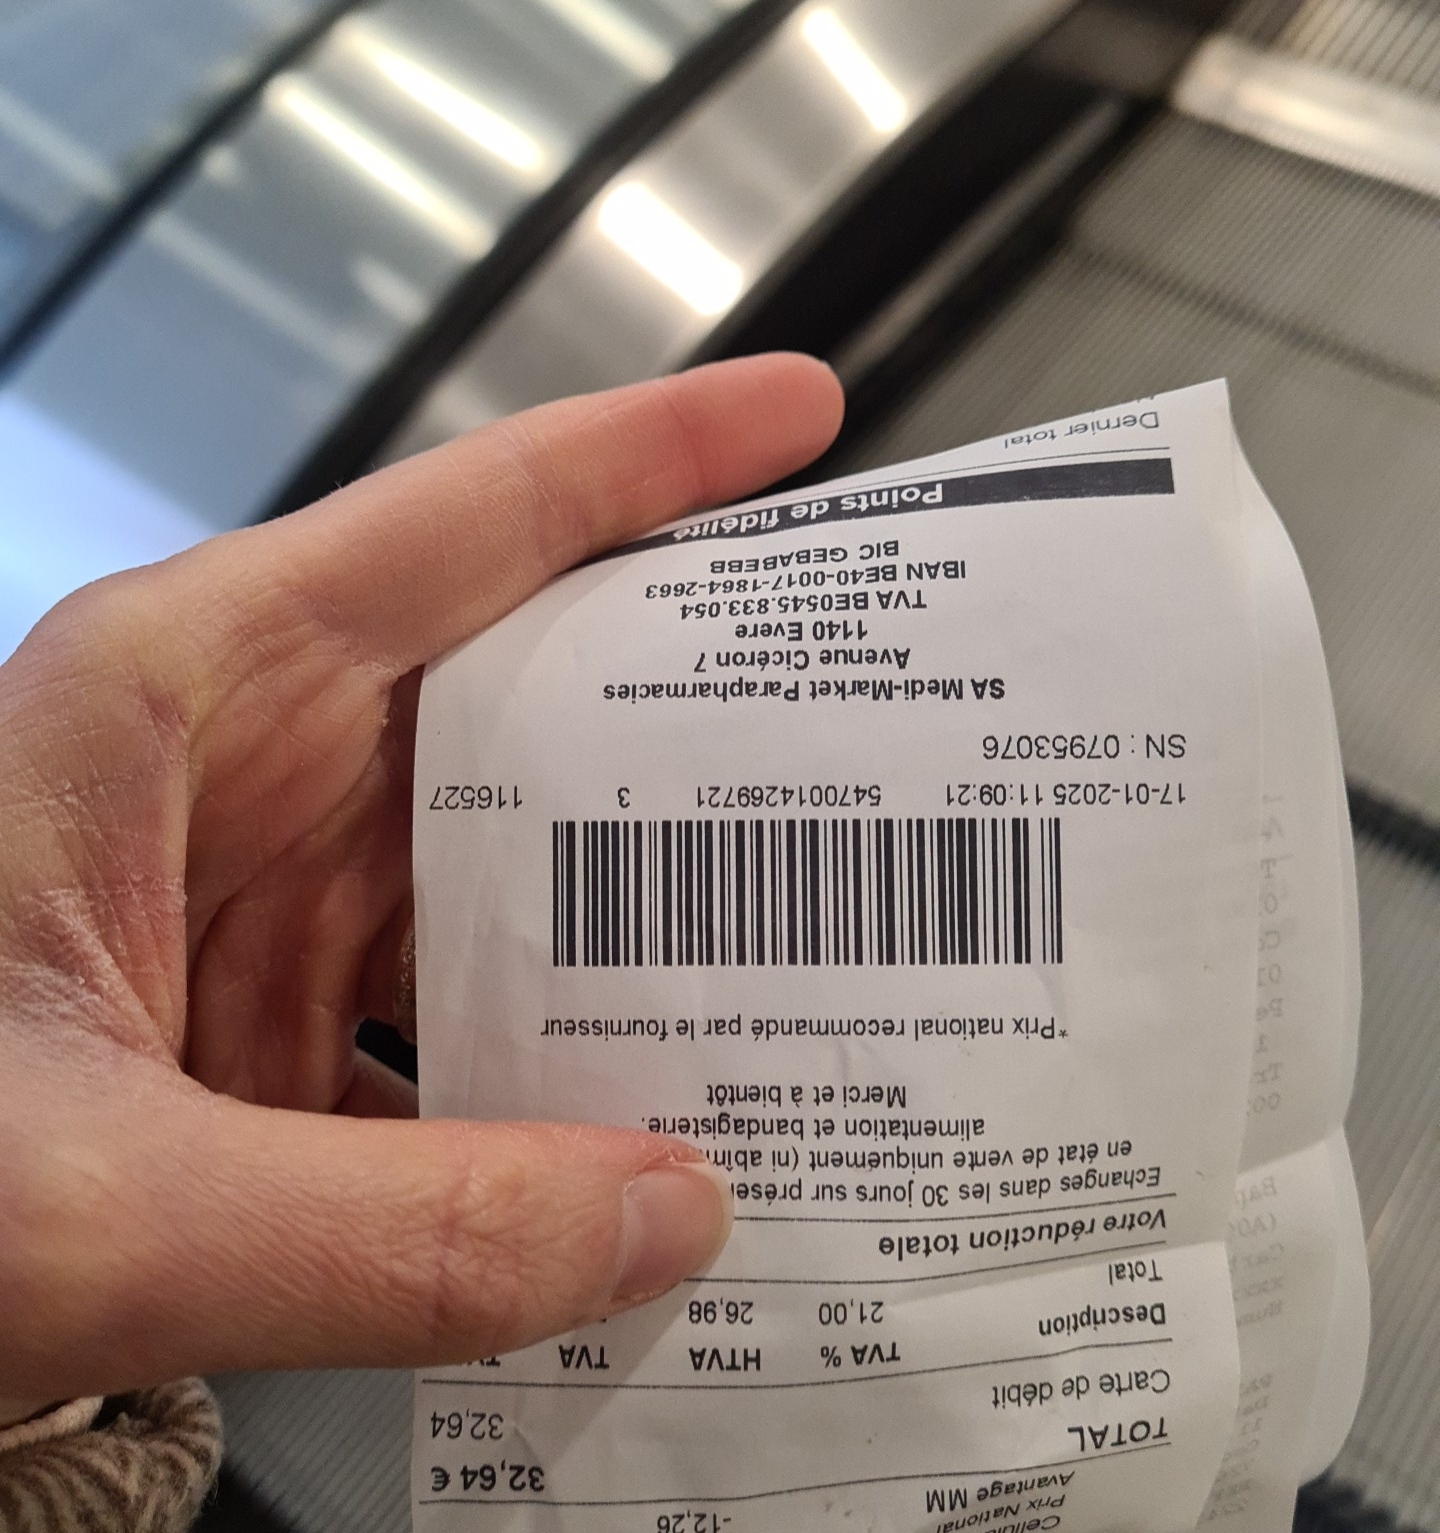 Prix National
Avantage MM -12,26
TOTAL 32,64 €
Carte de débit 32,64
Description TVA % HTVA TVA
Total 21,00 26,98
Votre réduction totale
Echanges dans les 30 jours sur
en état de vente uniquement (ni
alimentation et bandagisterie.
Merci et à bientôt
*Prix national recommandé par le fournisseur
17-01-2025 11:09:21 5470014269721 3 116527
SN : 07953076
SA Medi-Market Parapharmacies
Avenue Cicéron 7
1140 Evere
TVA BE0545.833.054
IBAN BE40-0017-1864-2663
BIC GEBABEBB
Points de fidélité
Dernier total